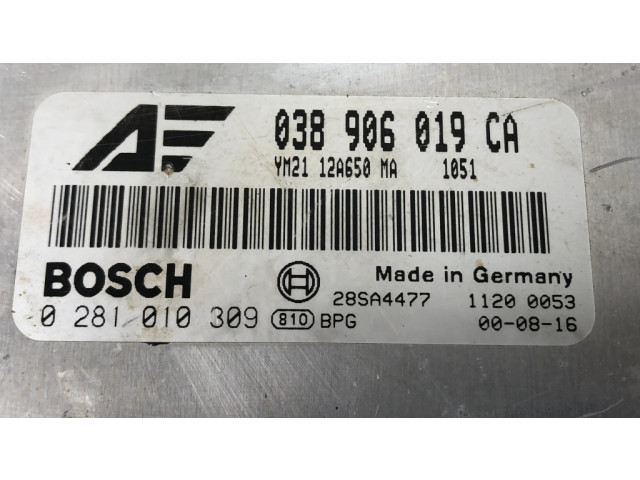 AF 038 906 019 CA
YM21 12A650 MA 1051
BOSCH Made in Germany
28SA4477 1120 0053
0 281 010 309 810 BPG 00-08-16